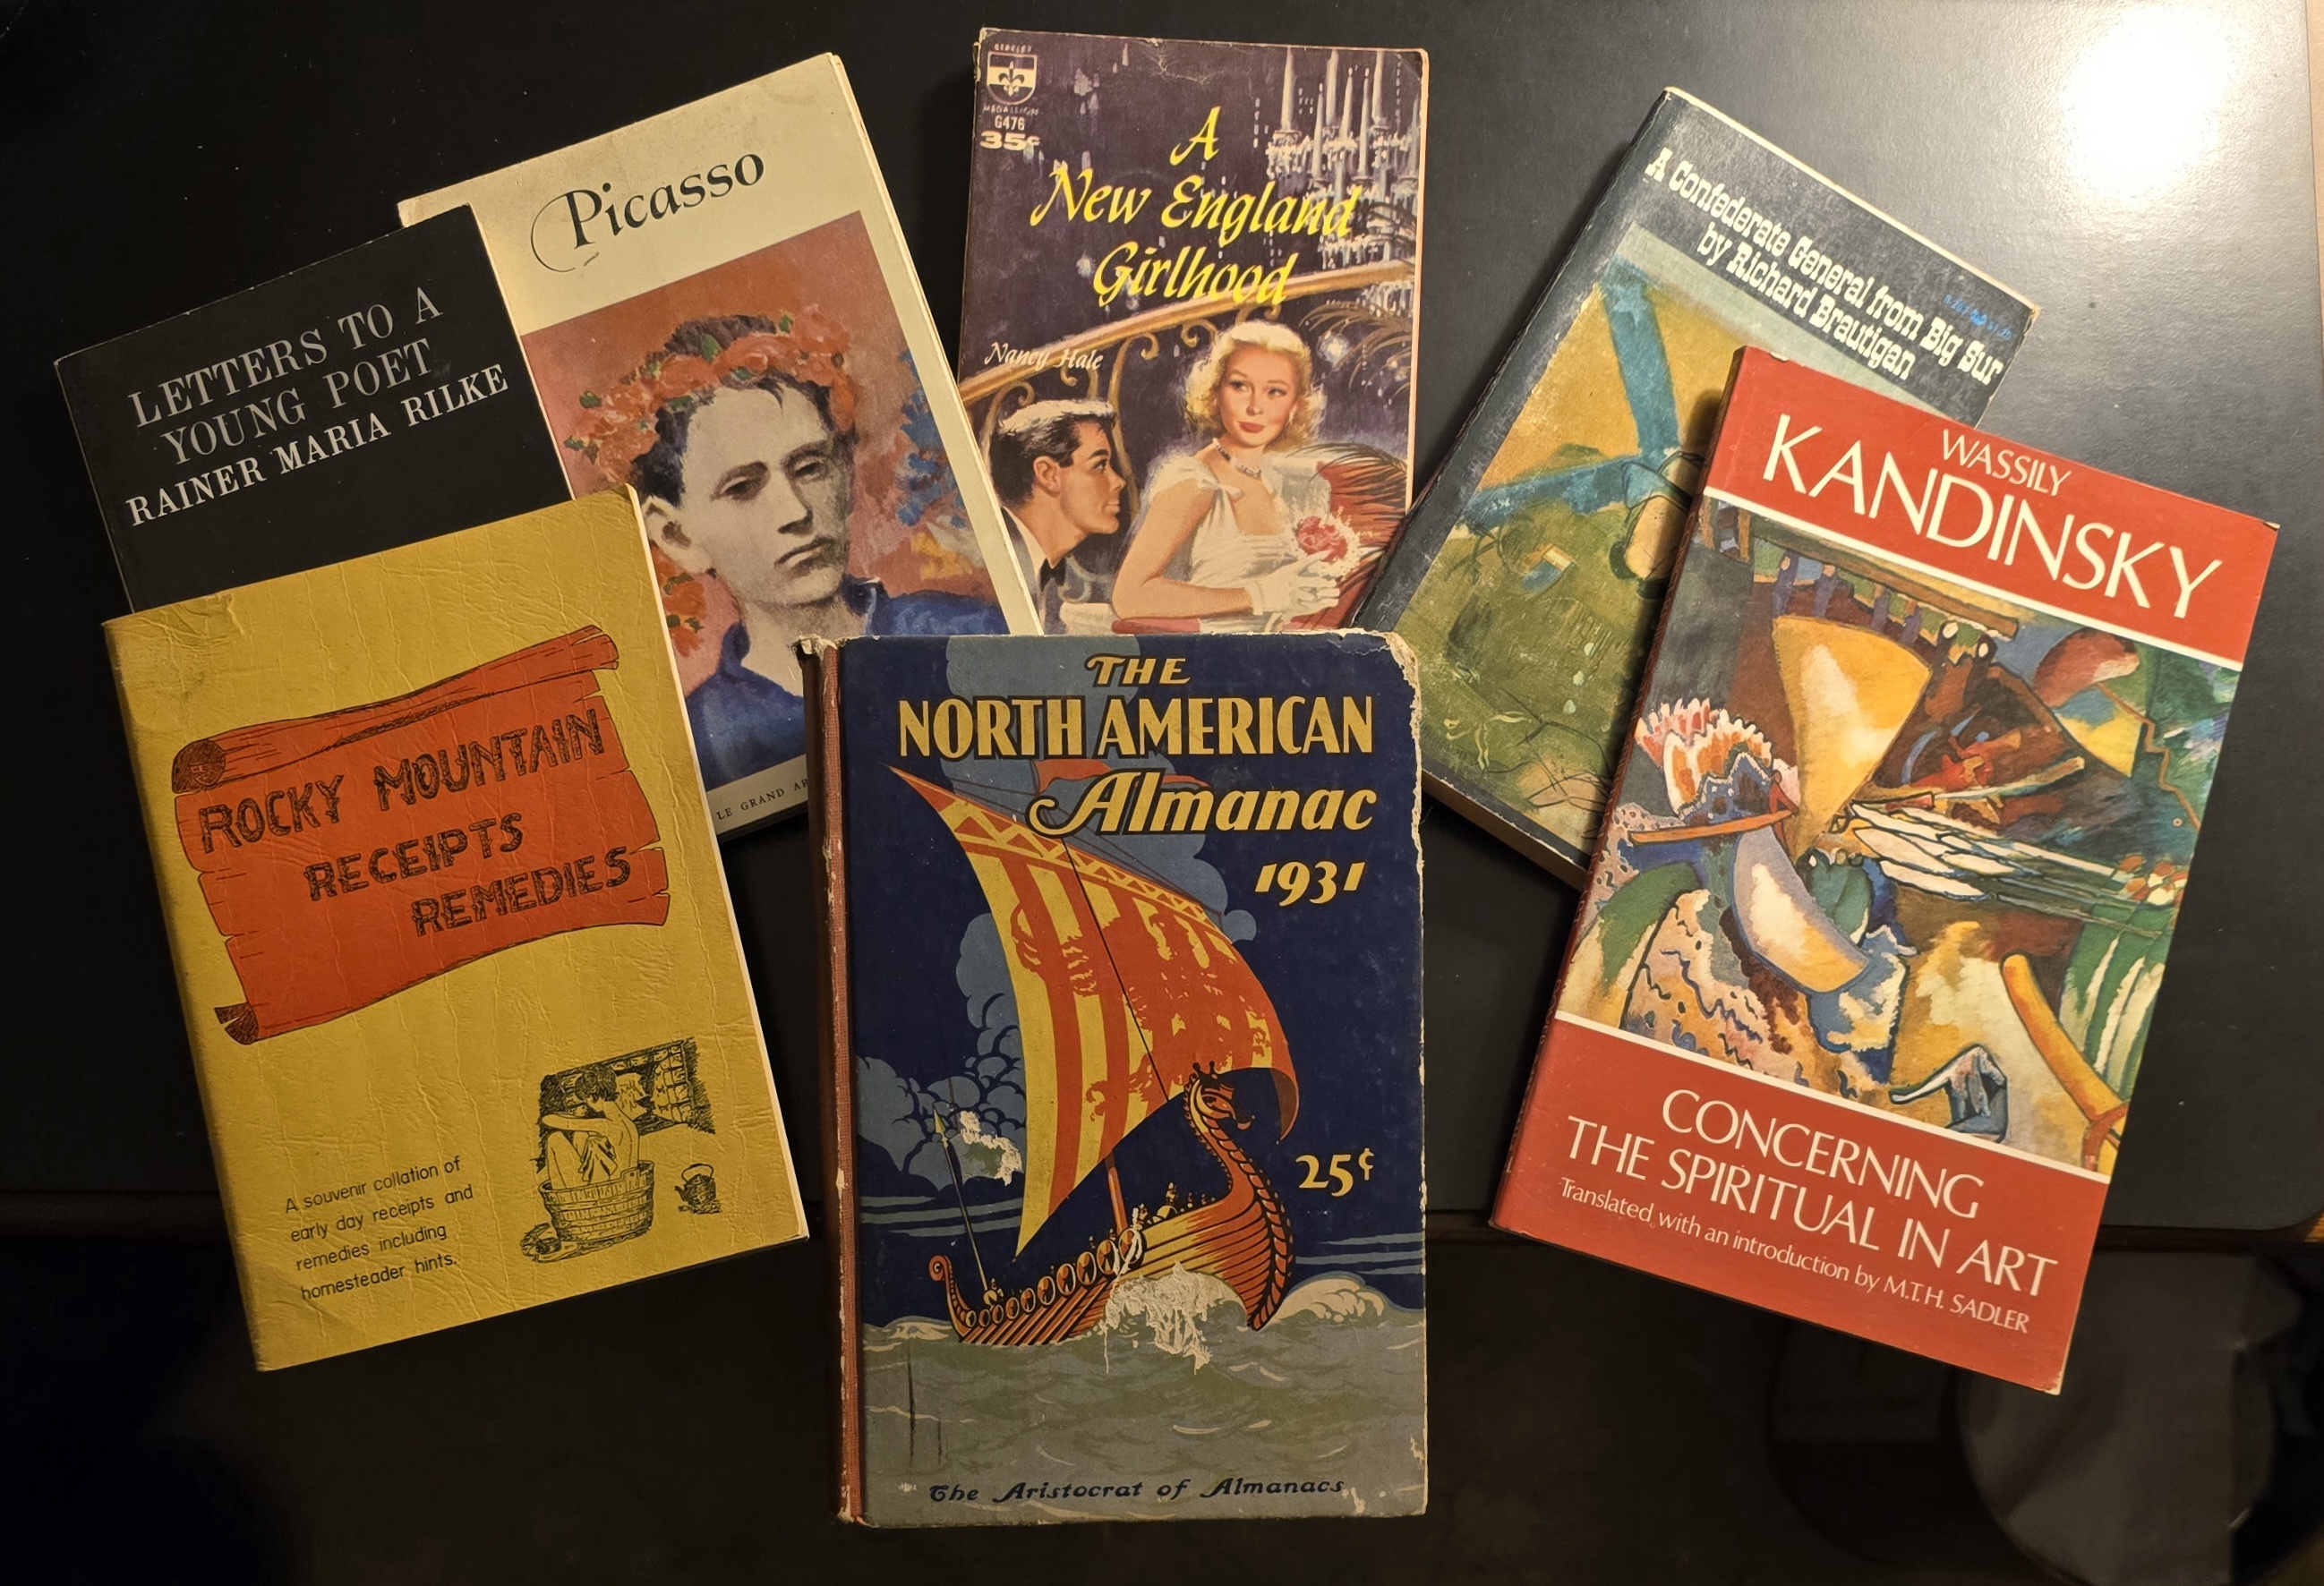 LETTERS TO A
YOUNG POET
RAINER MARIA RILKE
Picasso
LE GRAND
BERKLEY
MEDALLION
G476
35¢
A
New England
Girlhood
Nancy Hale
A Confederate General from Big Sur
by Richard Brautigan
WASSILY
KANDINSKY
CONCERNING
THE SPIRITUAL IN ART
Translated with an introduction by M.T.H. SADLER
ROCKY MOUNTAIN
RECEIPTS
REMEDIES
A souvenir collation of
early day receipts and
remedies including
homesteader hints.
THE
NORTH AMERICAN
Almanac
1931
25¢
The Aristocrat of Almanacs